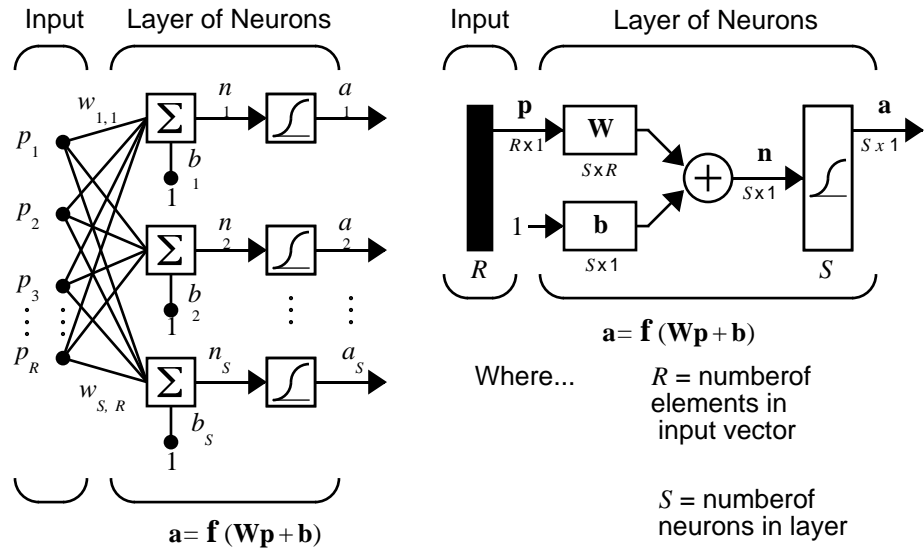 Input Layer of Neurons
w1,1 Σ n1 a1
p1 b1
1
p2 Σ n2 a2
p3 b2
1
pR Σ nS aS
wS, R bS
1
a= f (Wp+b)
Input Layer of Neurons
p W a
R x 1 S x R n S x 1
+ S x 1
1 b
R S x 1 S
a= f (Wp+b)
Where... R = numberof
elements in
input vector
S = numberof
neurons in layer